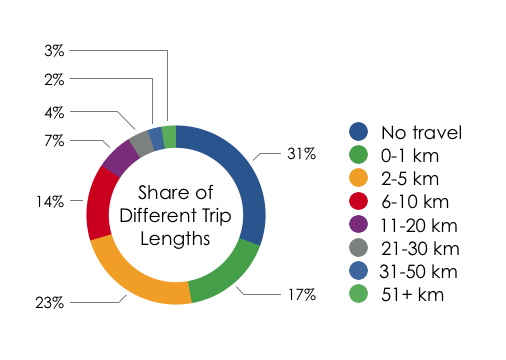 3%
2%
4%
7%
14%
23%
31%
17%
Share of
Different Trip
Lengths
No travel
0-1 km
2-5 km
6-10 km
11-20 km
21-30 km
31-50 km
51+ km